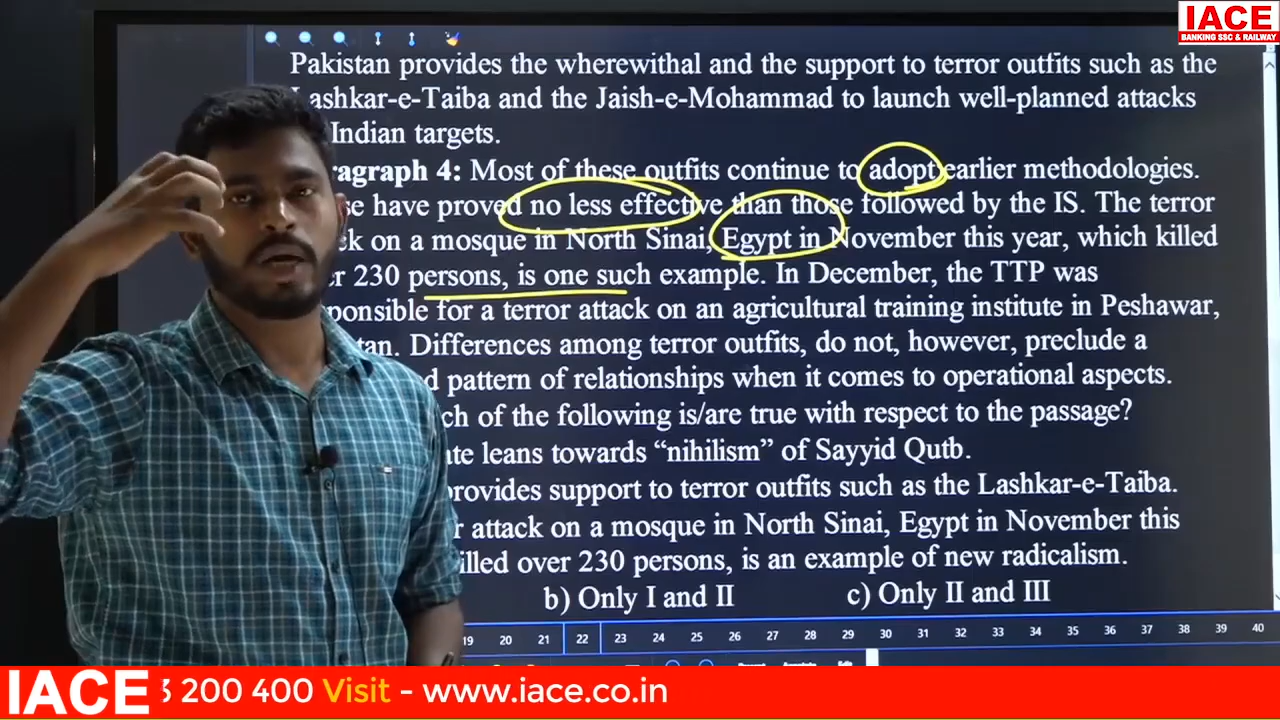 IACE
BANKING SSC & RAILWAY
Pakistan provides the wherewithal and the support to terror outfits such as the
Lashkar-e-Taiba and the Jaish-e-Mohammad to launch well-planned attacks
Indian targets.
ragraph 4: Most of these outfits continue to adopt earlier methodologies.
se have proved no less effective than those followed by the IS. The terror
ck on a mosque in North Sinai, Egypt in November this year, which killed
er 230 persons, is one such example. In December, the TTP was
ponsible for a terror attack on an agricultural training institute in Peshawar,
tan. Differences among terror outfits, do not, however, preclude a
d pattern of relationships when it comes to operational aspects.
ch of the following is/are true with respect to the passage?
ate leans towards “nihilism” of Sayyid Qutb.
provides support to terror outfits such as the Lashkar-e-Taiba.
r attack on a mosque in North Sinai, Egypt in November this
illed over 230 persons, is an example of new radicalism.
b) Only I and II c) Only II and III
19 20 21 22 23 24 25 26 27 28 29 30 31 32 33 34 35 36 37 38 39 40
IACE 200 400 Visit - www.iace.co.in